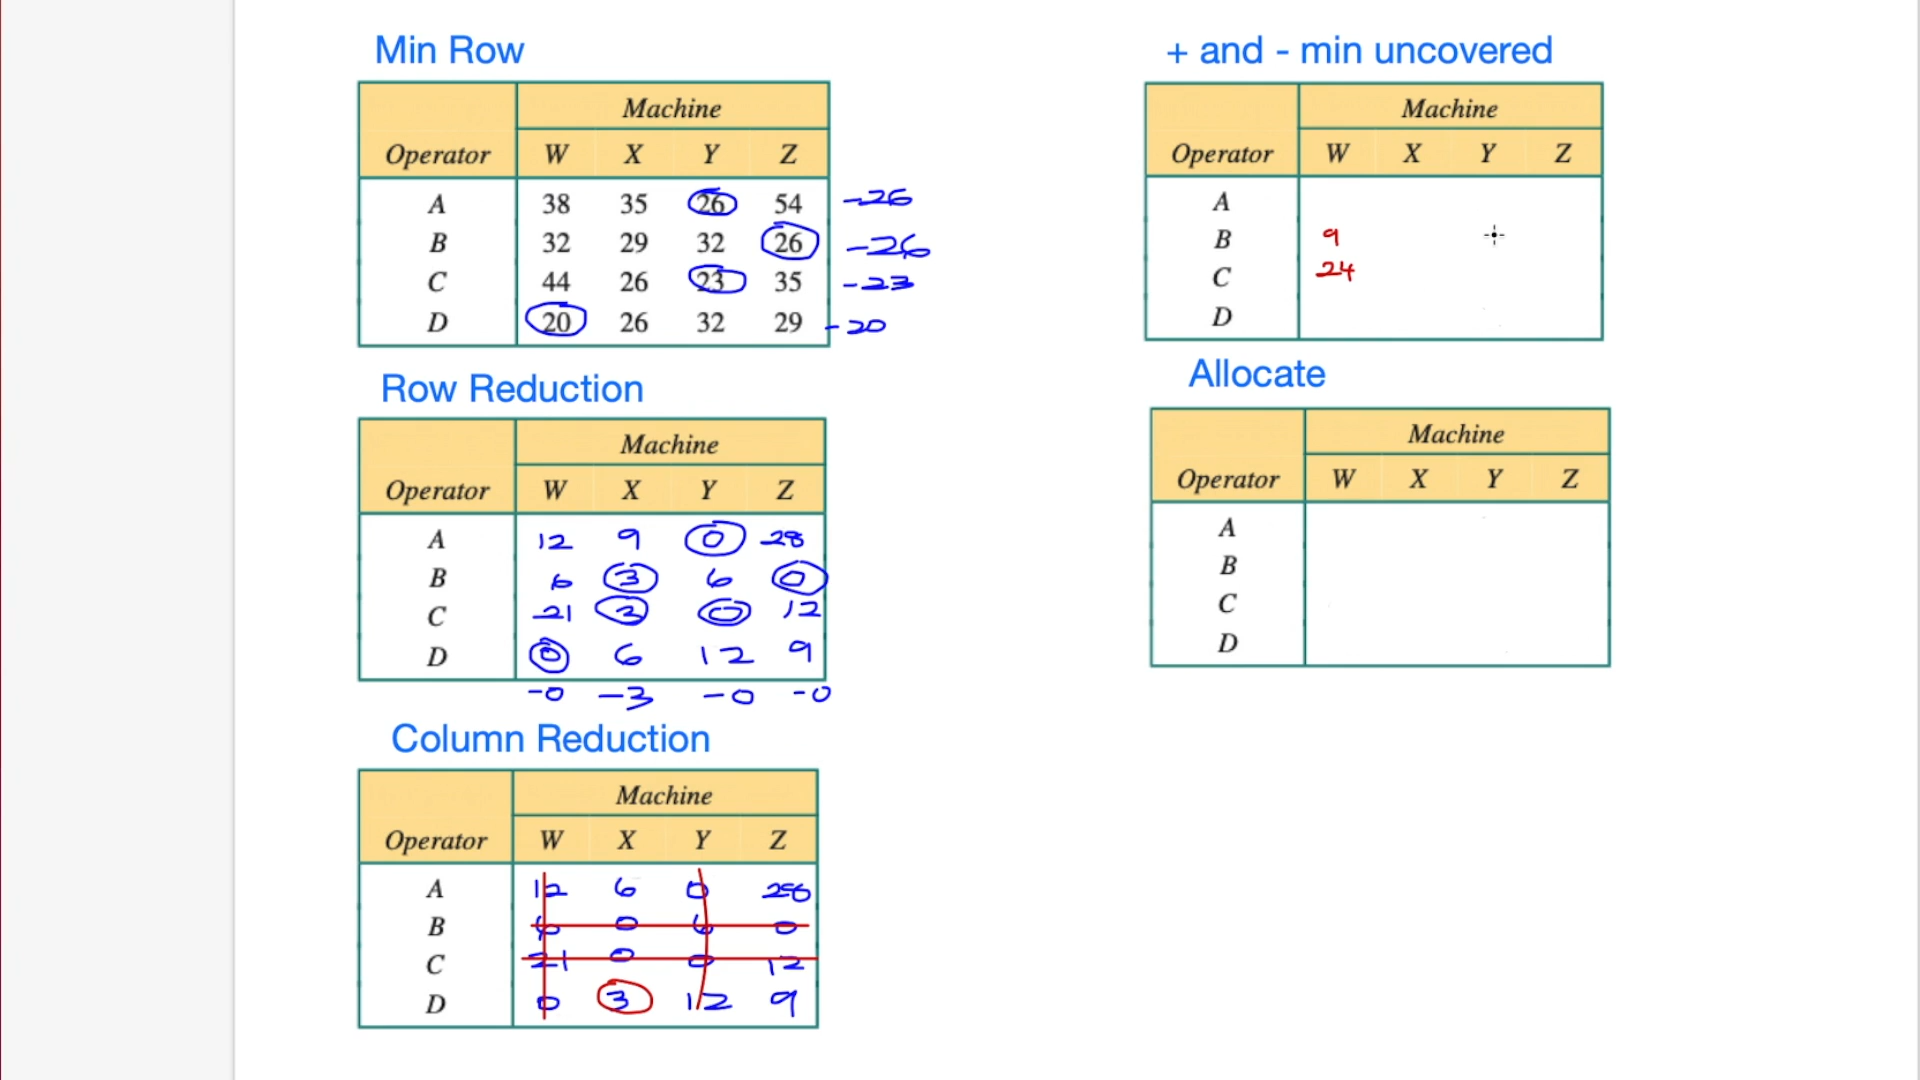 Min Row
Machine
Operator W X Y Z
A 38 35 26 54 -26
B 32 29 32 26 -26
C 44 26 23 35 -23
D 20 26 32 29 -20
Row Reduction
Machine
Operator W X Y Z
A 12 9 0 28
B 6 3 6 0
C 21 3 0 12
D 0 6 12 9
-0 -3 -0 -0
Column Reduction
Machine
Operator W X Y Z
A 12 6 0 28
B 6 0 6 0
C 21 0 0 12
D 0 3 12 9
+ and - min uncovered
Machine
Operator W X Y Z
A
B 9
C 24
D
Allocate
Machine
Operator W X Y Z
A
B
C
D